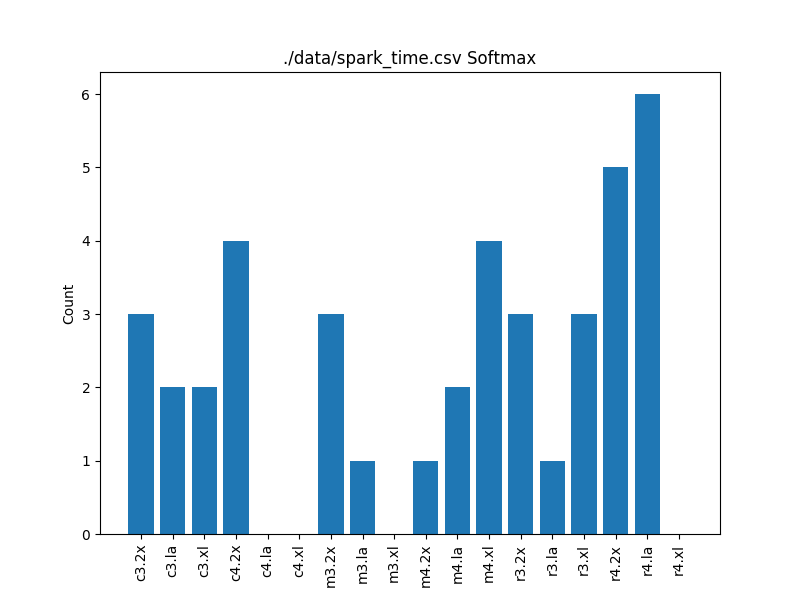 ./data/spark_time.csv Softmax
Count
6
5
4
3
2
1
0
c3.2x
c3.la
c3.xl
c4.2x
c4.la
c4.xl
m3.2x
m3.la
m3.xl
m4.2x
m4.la
m4.xl
r3.2x
r3.la
r3.xl
r4.2x
r4.la
r4.xl